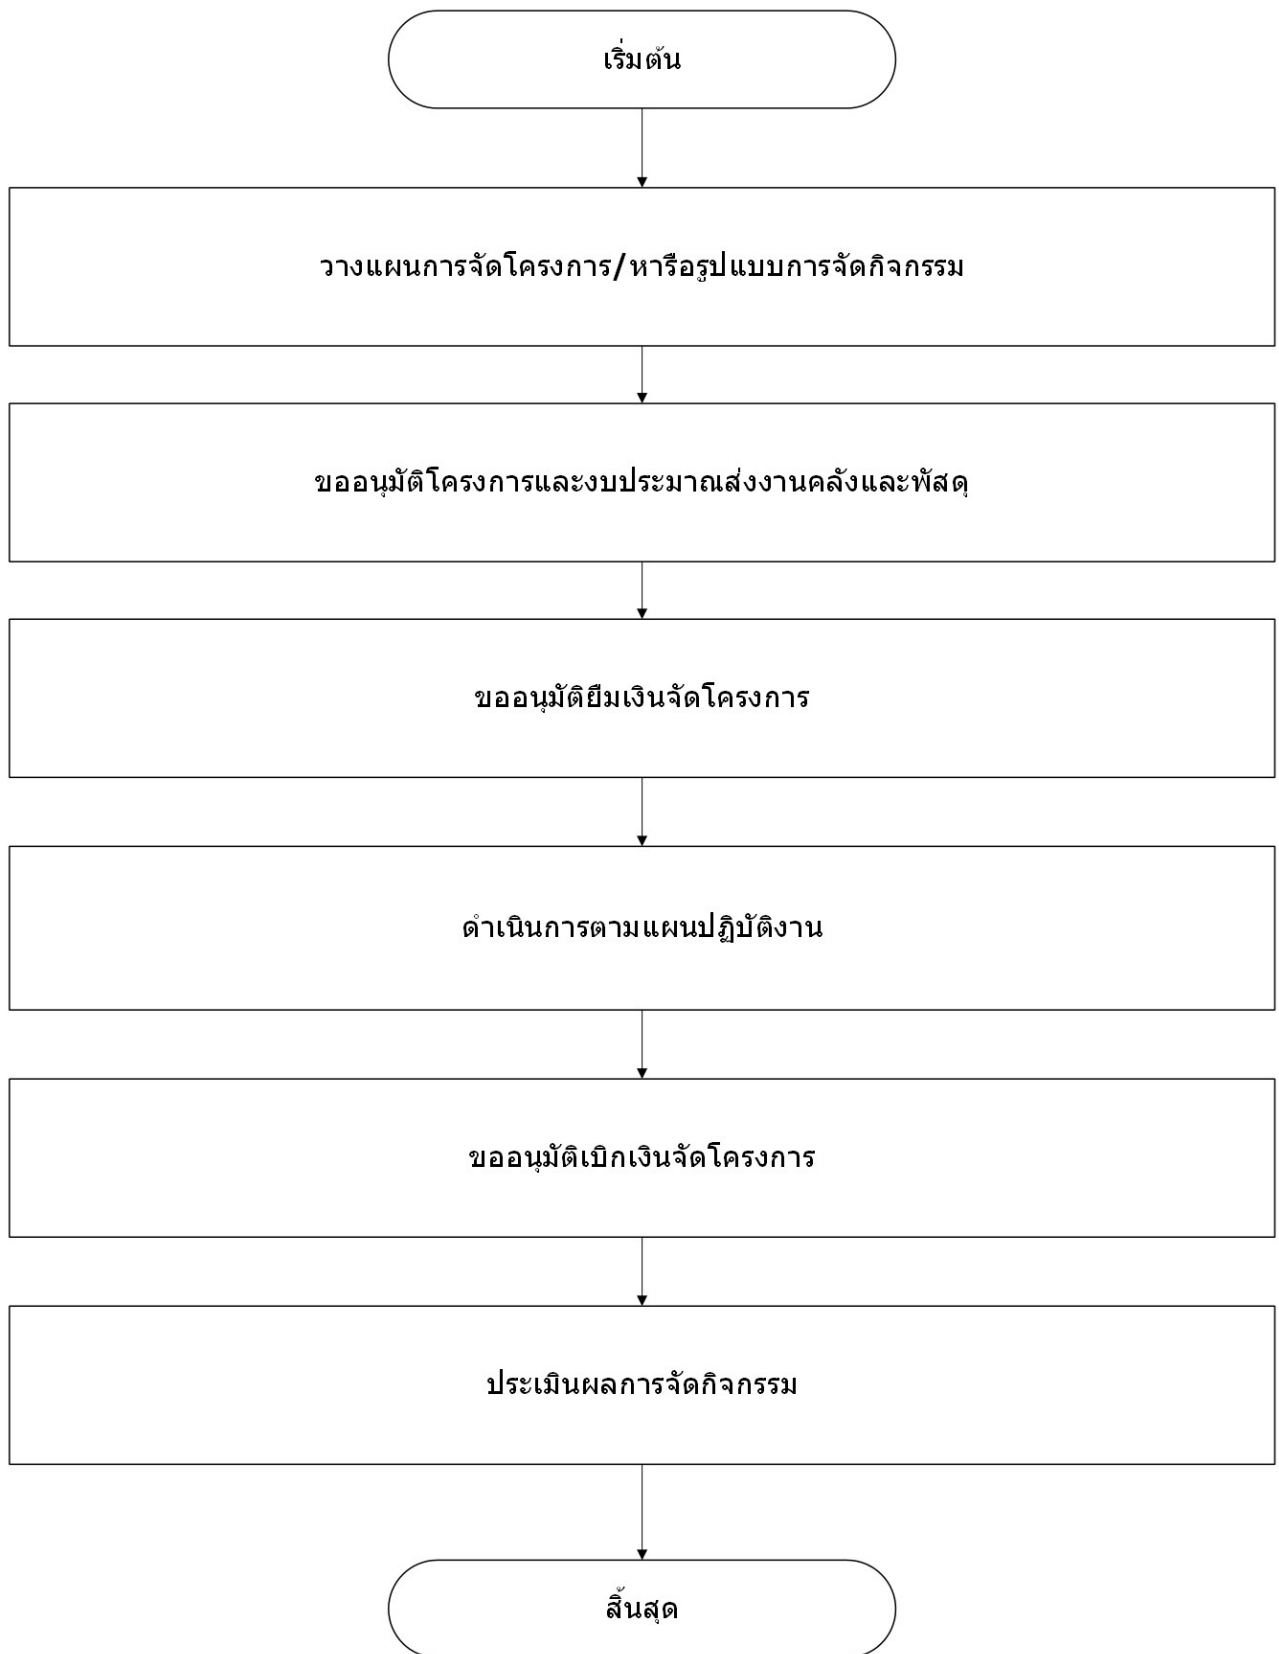 เริ่มต้น
วางแผนการจัดโครงการ/หารือรูปแบบการจัดกิจกรรม
ขออนุมัติโครงการและงบประมาณส่งงานคลังและพัสดุ
ขออนุมัติยืมเงินจัดโครงการ
ดำเนินการตามแผนปฏิบัติงาน
ขออนุมัติเบิกเงินจัดโครงการ
ประเมินผลการจัดกิจกรรม
สิ้นสุด